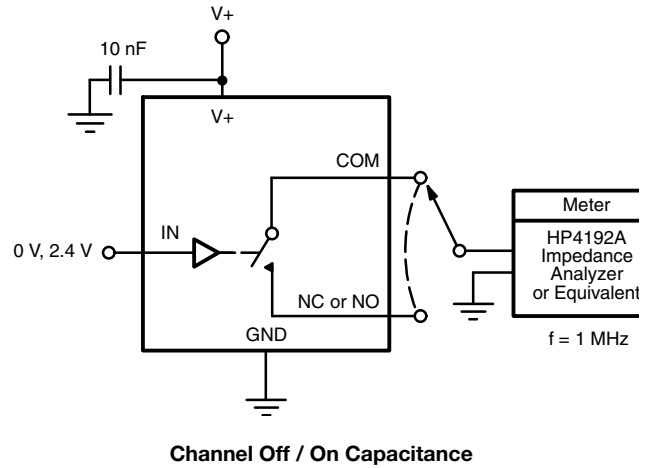 V+
10 nF
V+
COM
Meter
IN
HP4192A
Impedance
Analyzer
or Equivalent
0 V, 2.4 V
NC or NO
GND
f = 1 MHz
Channel Off / On Capacitance